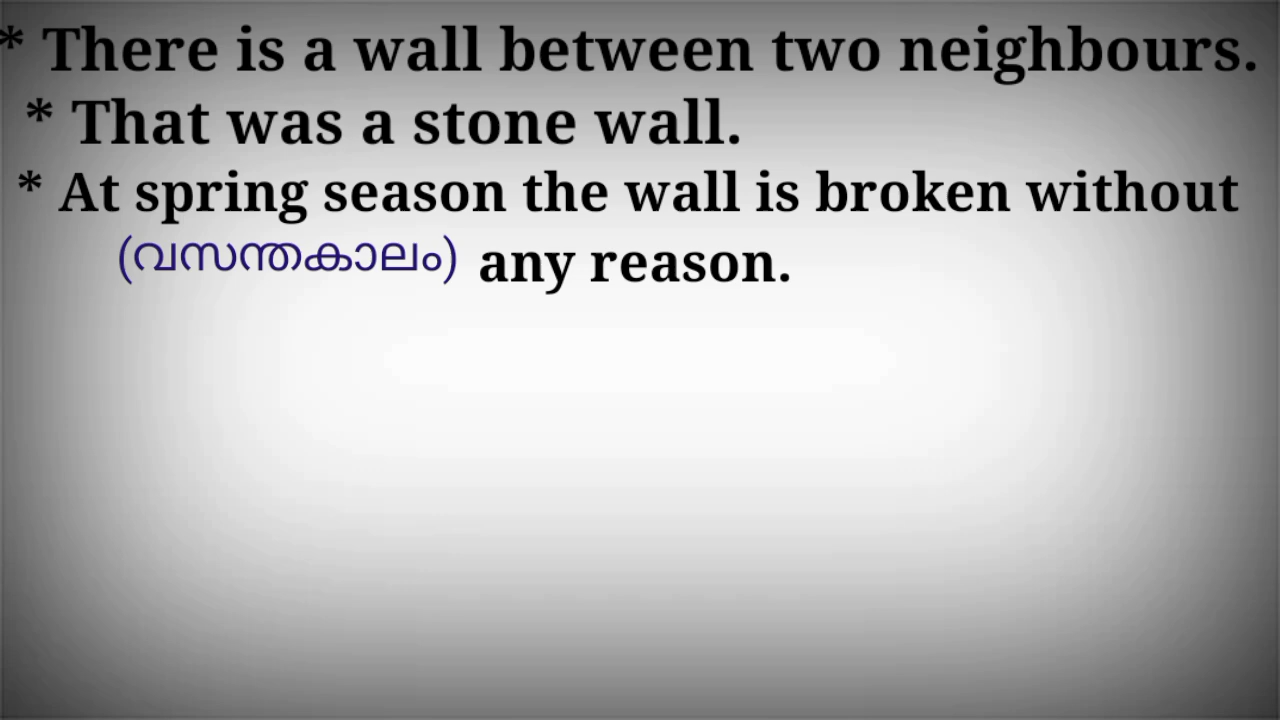 * There is a wall between two neighbours.
* That was a stone wall.
* At spring season the wall is broken without
(വസന്തകാലം) any reason.